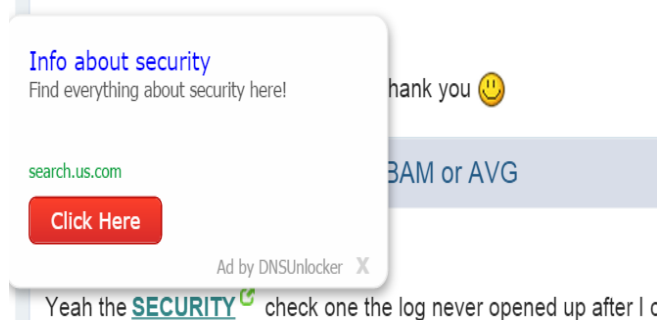 Info about security
Find everything about security here!
hank you
search.us.com
BAM or AVG
Click Here
Ad by DNSUnlocker X
Yeah the SECURITY check one the log never opened up after I